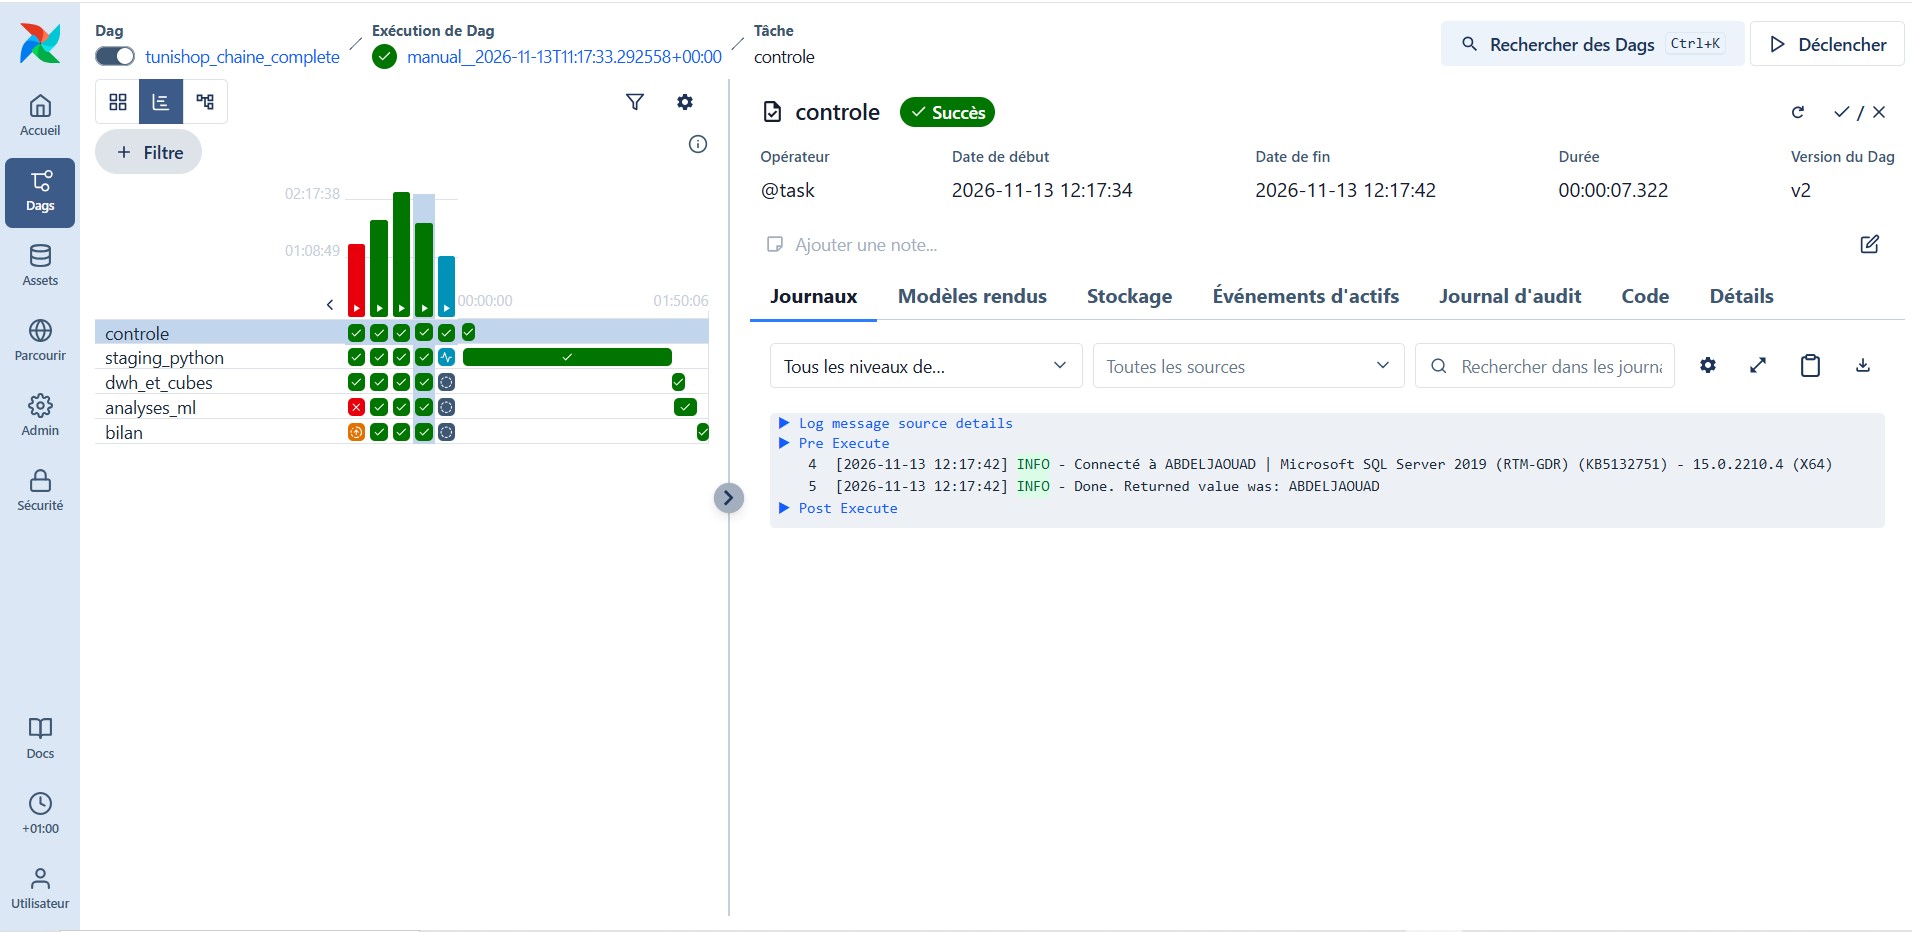 Dag
tunishop_chaine_complete
Exécution de Dag
manual__2026-11-13T11:17:33.292558+00:00
Tâche
controle
Rechercher des Dags Ctrl+K
Déclencher
Accueil
Dags
Assets
Parcourir
Admin
Sécurité
Docs
+01:00
Utilisateur
+ Filtre
02:17:38
01:08:49
00:00:00
01:50:06
controle
staging_python
dwh_et_cubes
analyses_ml
bilan
controle
Succès
Opérateur
@task
Date de début
2026-11-13 12:17:34
Date de fin
2026-11-13 12:17:42
Durée
00:00:07.322
Version du Dag
v2
Ajouter une note...
Journaux
Modèles rendus
Stockage
Événements d'actifs
Journal d'audit
Code
Détails
Tous les niveaux de...
Toutes les sources
Rechercher dans les journa
Log message source details
Pre Execute
4 [2026-11-13 12:17:42] INFO - Connecté à ABDELJAOUAD | Microsoft SQL Server 2019 (RTM-GDR) (KB5132751) - 15.0.2210.4 (X64)
5 [2026-11-13 12:17:42] INFO - Done. Returned value was: ABDELJAOUAD
Post Execute